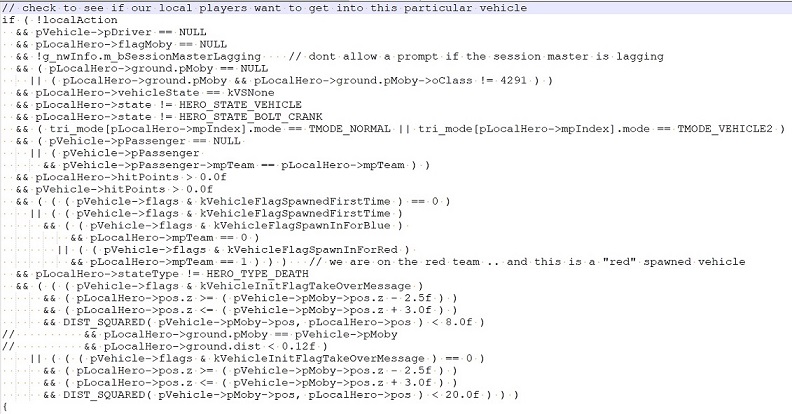 // check to see if our local players want to get into this particular vehicle
if ( !localAction
&& pVehicle->pDriver == NULL
&& pLocalHero->flagMoby == NULL
&& !g_nwInfo.m_bSessionMasterLagging // dont allow a prompt if the session master is lagging
&& ( pLocalHero->ground.pMoby == NULL
|| ( pLocalHero->ground.pMoby && pLocalHero->ground.pMoby->oClass != 4291 ) )
&& pLocalHero->vehicleState == kVSNone
&& pLocalHero->state != HERO_STATE_VEHICLE
&& pLocalHero->state != HERO_STATE_BOLT_CRANK
&& ( tri_mode[pLocalHero->mpIndex].mode == TMODE_NORMAL || tri_mode[pLocalHero->mpIndex].mode == TMODE_VEHICLE2 )
&& ( pVehicle->pPassenger == NULL
|| ( pVehicle->pPassenger
&& pVehicle->pPassenger->mpTeam == pLocalHero->mpTeam ) )
&& pLocalHero->hitPoints > 0.0f
&& pVehicle->hitPoints > 0.0f
&& ( ( ( pVehicle->flags & kVehicleFlagSpawnedFirstTime ) == 0 )
|| ( ( pVehicle->flags & kVehicleFlagSpawnedFirstTime )
&& ( ( pVehicle->flags & kVehicleFlagSpawnInForBlue )
&& pLocalHero->mpTeam == 0 )
|| ( ( pVehicle->flags & kVehicleFlagSpawnInForRed )
&& pLocalHero->mpTeam == 1 ) ) ) // we are on the red team .. and this is a "red" spawned vehicle
&& pLocalHero->stateType != HERO_TYPE_DEATH
&& ( ( ( pVehicle->flags & kVehicleInitFlagTakeOverMessage )
&& ( pLocalHero->pos.z >= ( pVehicle->pMoby->pos.z - 2.5f ) )
&& ( pLocalHero->pos.z <= ( pVehicle->pMoby->pos.z + 3.0f ) )
&& DIST_SQUARED( pVehicle->pMoby->pos, pLocalHero->pos ) < 8.0f )
// && pLocalHero->ground.pMoby == pVehicle->pMoby
// && pLocalHero->ground.dist < 0.12f )
|| ( ( ( pVehicle->flags & kVehicleInitFlagTakeOverMessage ) == 0 )
&& ( pLocalHero->pos.z >= ( pVehicle->pMoby->pos.z - 2.5f ) )
&& ( pLocalHero->pos.z <= ( pVehicle->pMoby->pos.z + 3.0f ) )
&& DIST_SQUARED( pVehicle->pMoby->pos, pLocalHero->pos ) < 20.0f ) ) )
{